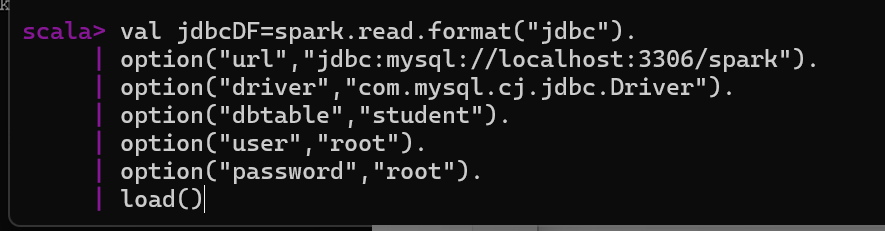 scala> val jdbcDF=spark.read.format("jdbc").
| option("url","jdbc:mysql://localhost:3306/spark").
| option("driver","com.mysql.cj.jdbc.Driver").
| option("dbtable","student").
| option("user","root").
| option("password","root").
| load()